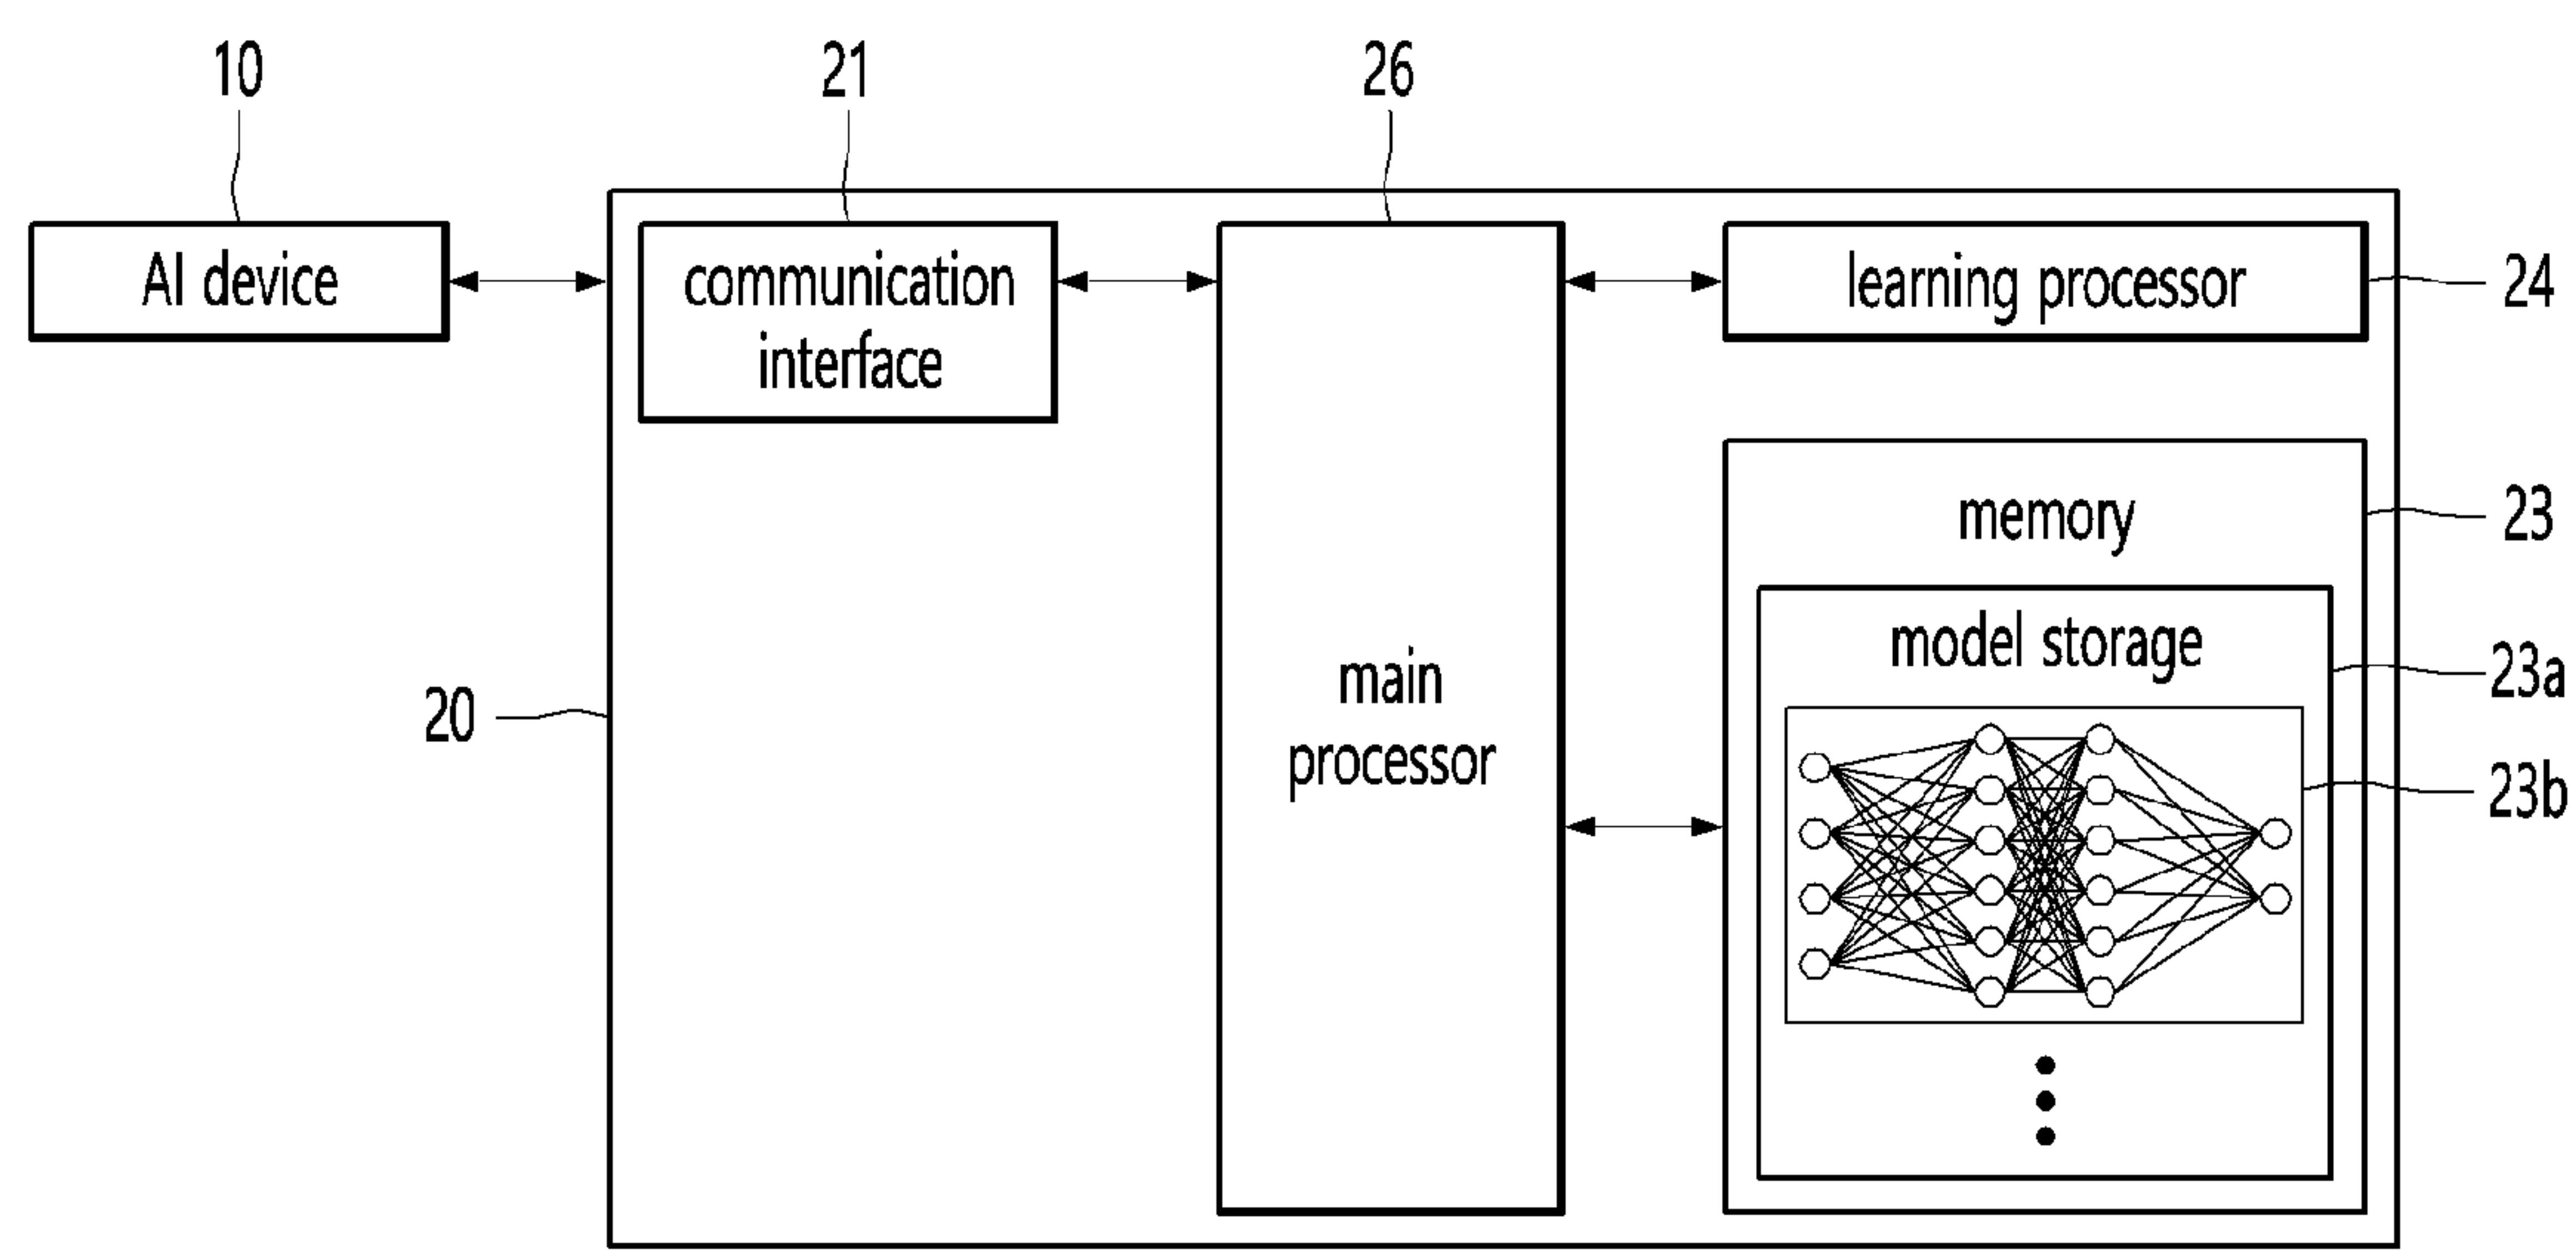 10
21
26
AI device
communication
interface
learning processor
24
memory
23
model storage
23a
main
processor
20
23b